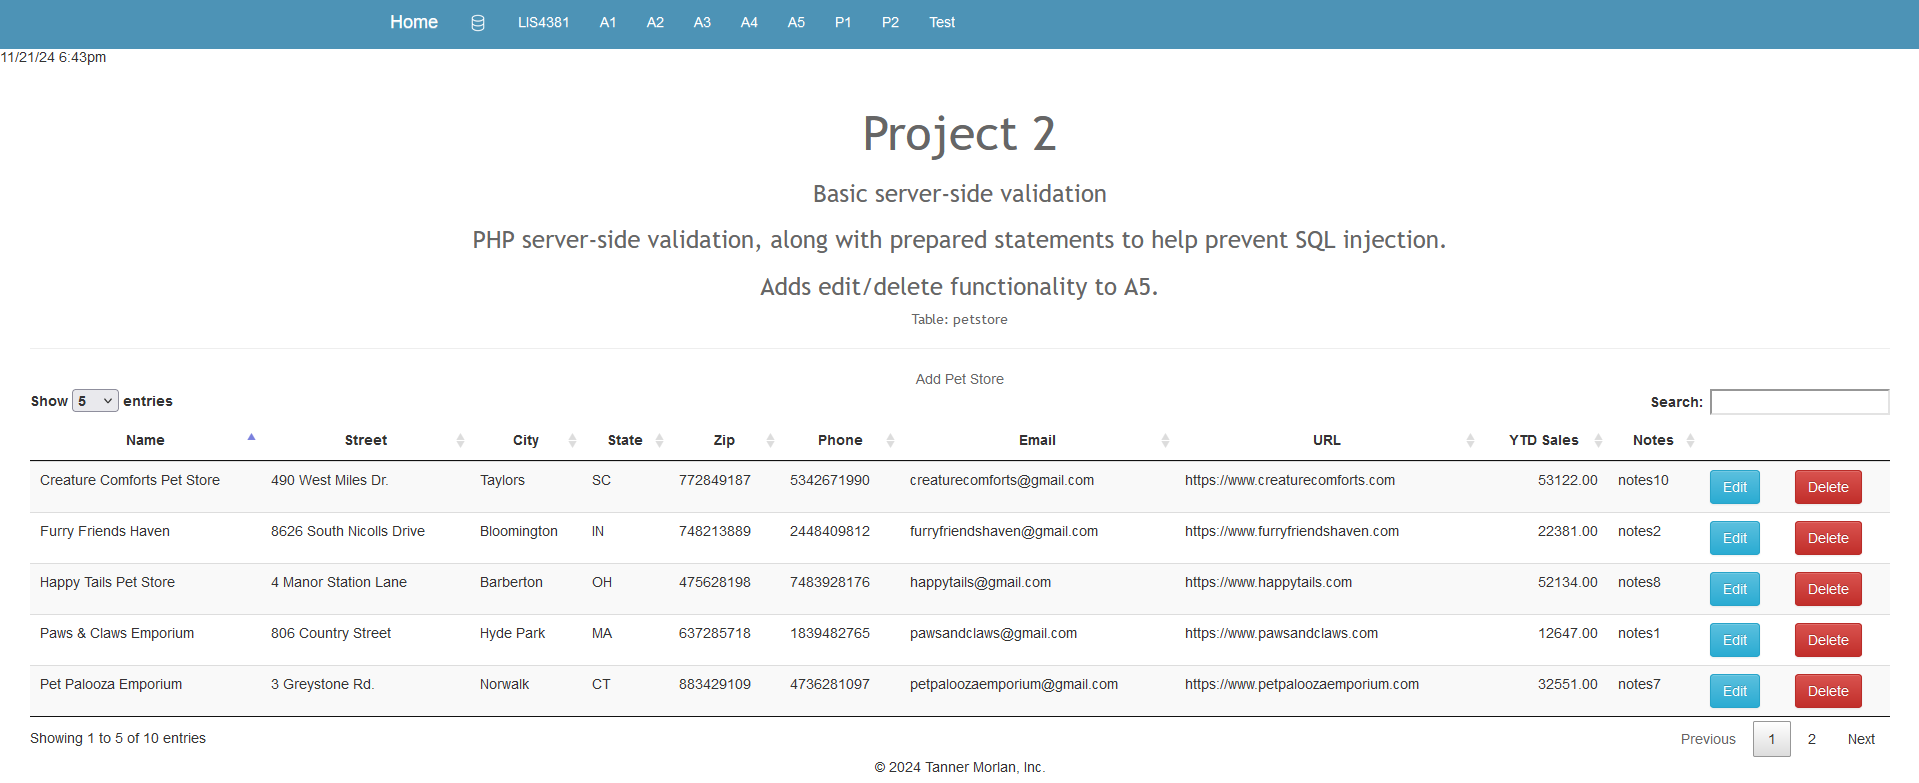 Home LIS4381 A1 A2 A3 A4 A5 P1 P2 Test
11/21/24 6:43pm
Project 2
Basic server-side validation
PHP server-side validation, along with prepared statements to help prevent SQL injection.
Adds edit/delete functionality to A5.
Table: petstore
Add Pet Store
Show 5 entries Search:
Name Street City State Zip Phone Email URL YTD Sales Notes
Creature Comforts Pet Store 490 West Miles Dr. Taylors SC 772849187 5342671990 creaturecomforts@gmail.com https://www.creaturecomforts.com 53122.00 notes10 Edit Delete
Furry Friends Haven 8626 South Nicolls Drive Bloomington IN 748213889 2448409812 furryfriendshaven@gmail.com https://www.furryfriendshaven.com 22381.00 notes2 Edit Delete
Happy Tails Pet Store 4 Manor Station Lane Barberton OH 475628198 7483928176 happytails@gmail.com https://www.happytails.com 52134.00 notes8 Edit Delete
Paws & Claws Emporium 806 Country Street Hyde Park MA 637285718 1839482765 pawsandclaws@gmail.com https://www.pawsandclaws.com 12647.00 notes1 Edit Delete
Pet Palooza Emporium 3 Greystone Rd. Norwalk CT 883429109 4736281097 petpaloozaemporium@gmail.com https://www.petpaloozaemporium.com 32551.00 notes7 Edit Delete
Showing 1 to 5 of 10 entries Previous 1 2 Next
© 2024 Tanner Morlan, Inc.